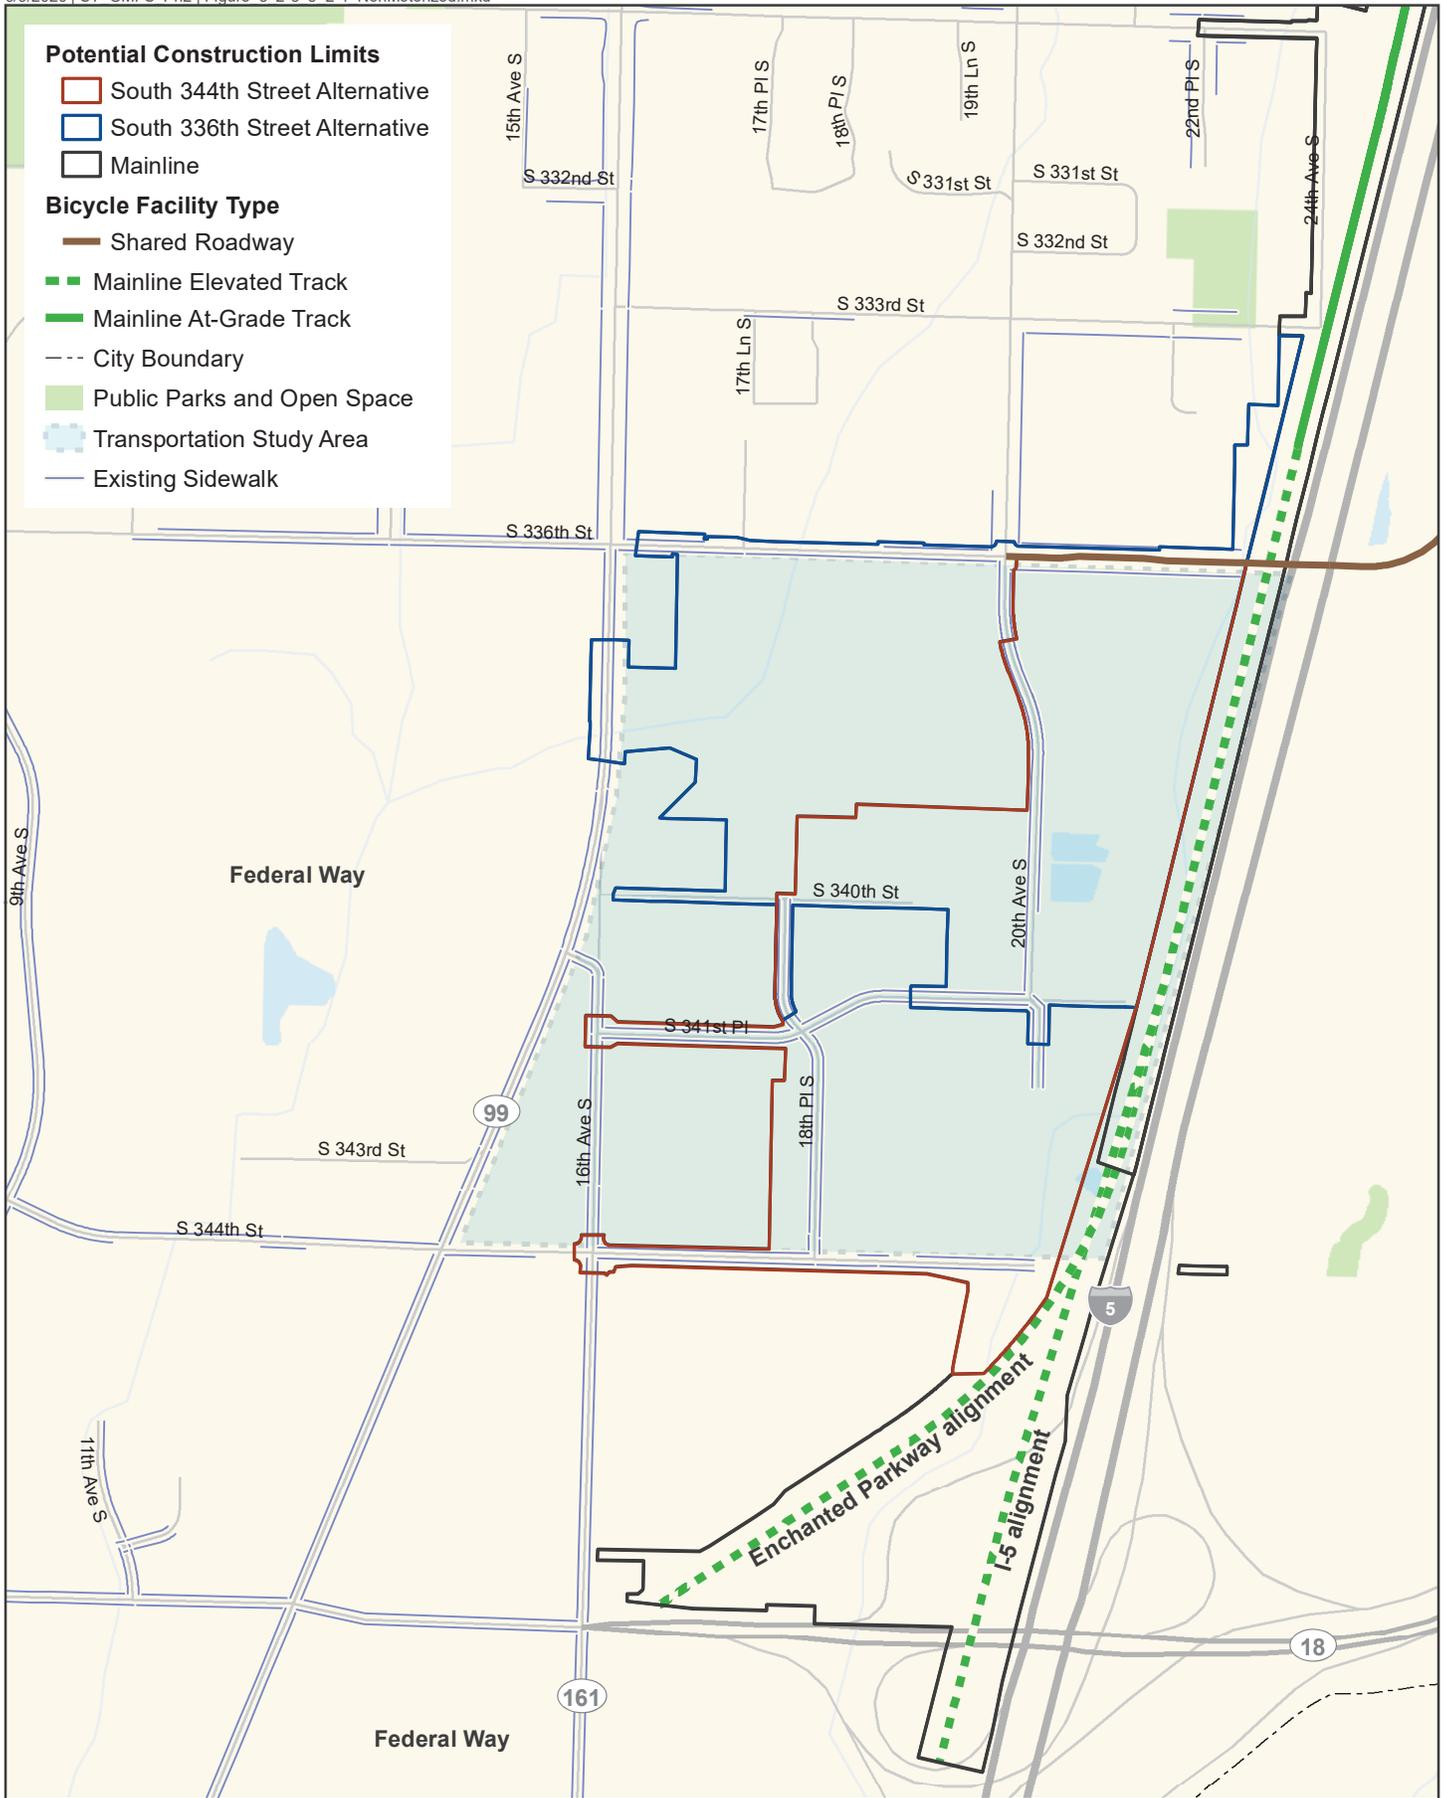 Potential Construction Limits
South 344th Street Alternative
South 336th Street Alternative
Mainline
Bicycle Facility Type
Shared Roadway
Mainline Elevated Track
Mainline At-Grade Track
City Boundary
Public Parks and Open Space
Transportation Study Area
Existing Sidewalk
15th Ave S
17th Pl S
18th Pl S
19th Ln S
22nd Pl S
24th Ave S
S 332nd St
S 331st St
S 331st St
S 332nd St
S 333rd St
17th Ln S
S 336th St
9th Ave S
Federal Way
S 340th St
20th Ave S
S 341st Pl
99
16th Ave S
18th Pl S
S 343rd St
S 344th St
5
Enchanted Parkway alignment
I-5 alignment
11th Ave S
18
161
Federal Way